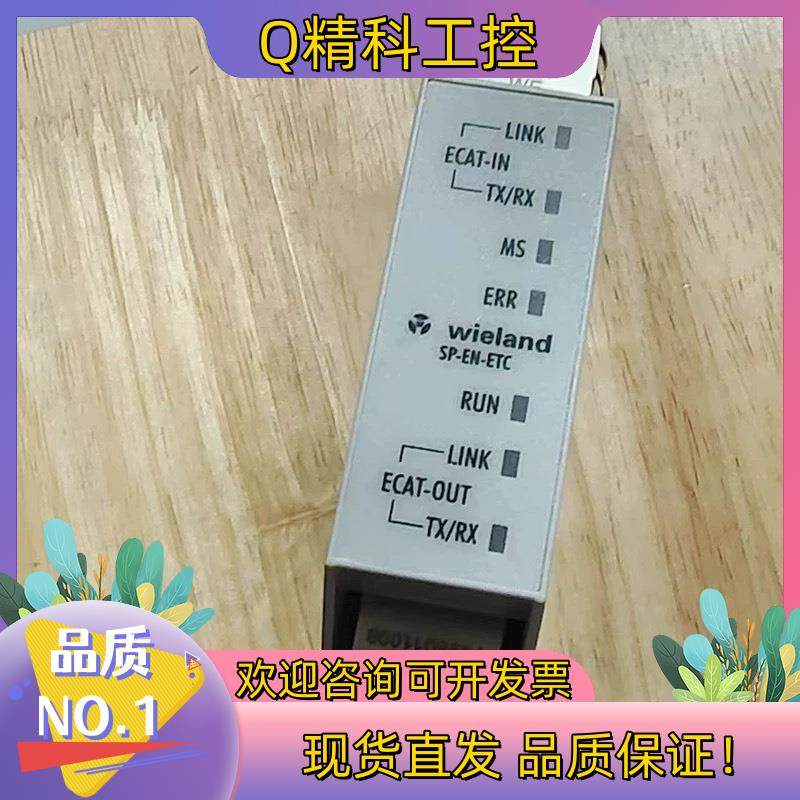 Q精科工控
LINK
ECAT-IN
TX/RX
MS
ERR
wieland
SP-EN-ETC
RUN
LINK
ECAT-OUT
TX/RX
品质
NO.1
欢迎咨询可开发票
现货直发 品质保证!